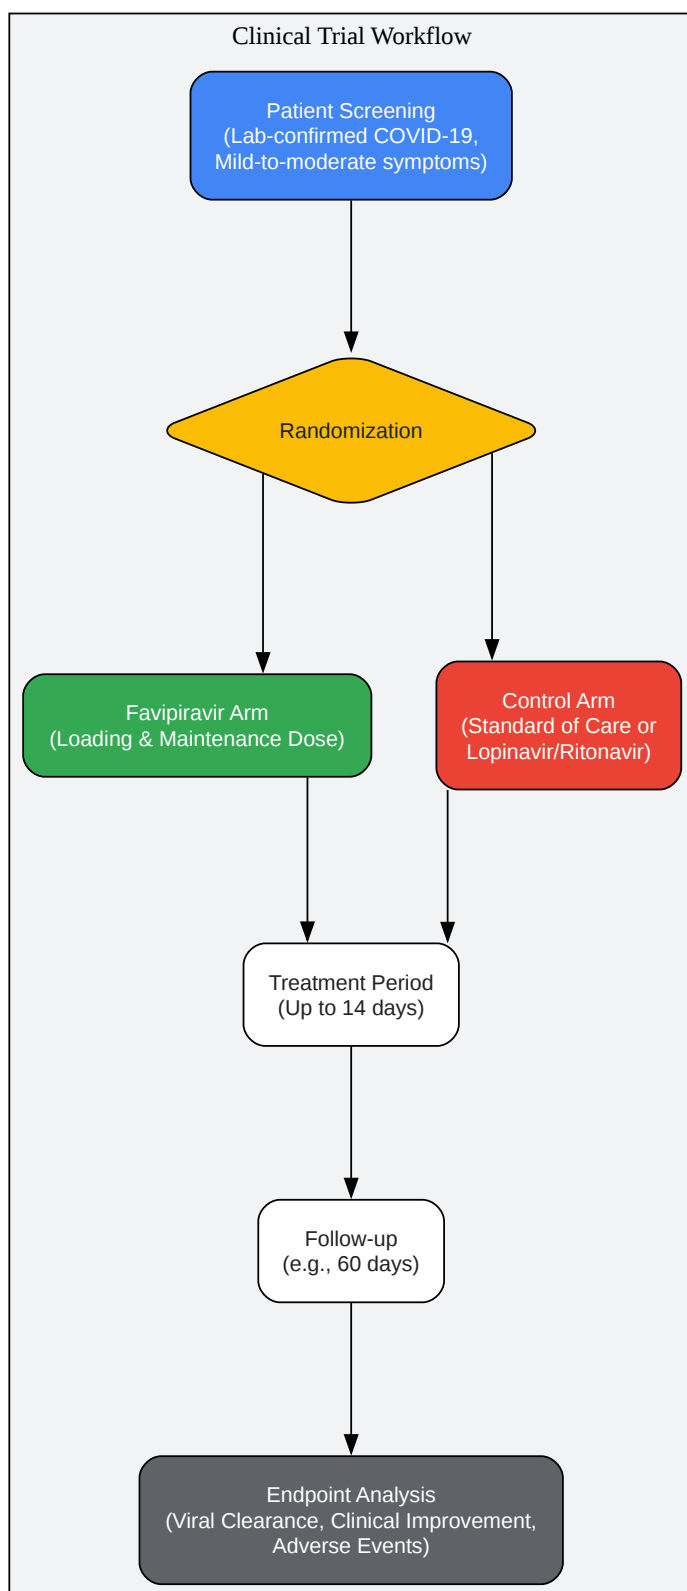 Clinical Trial Workflow
Patient Screening
(Lab-confirmed COVID-19,
Mild-to-moderate symptoms)
Randomization
Favipiravir Arm
(Loading & Maintenance Dose)
Control Arm
(Standard of Care or
Lopinavir/Ritonavir)
Treatment Period
(Up to 14 days)
Follow-up
(e.g., 60 days)
Endpoint Analysis
(Viral Clearance, Clinical Improvement,
Adverse Events)